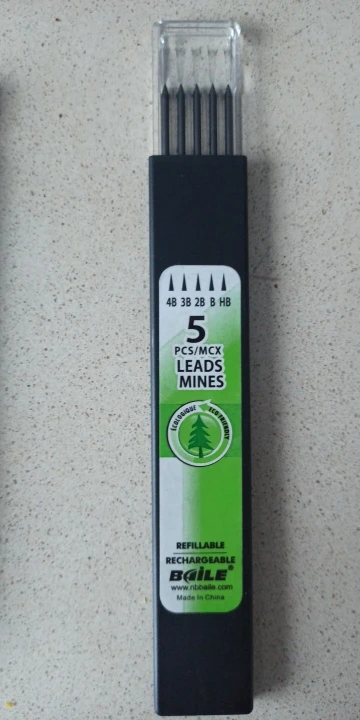 4B 3B 2B B HB
5
PCS/MCX
LEADS
MINES
ÉCOLOGIQUE ECO FRIENDLY
REFILLABLE
RECHARGEABLE
BAILE®
www.nbbaile.com
Made in China